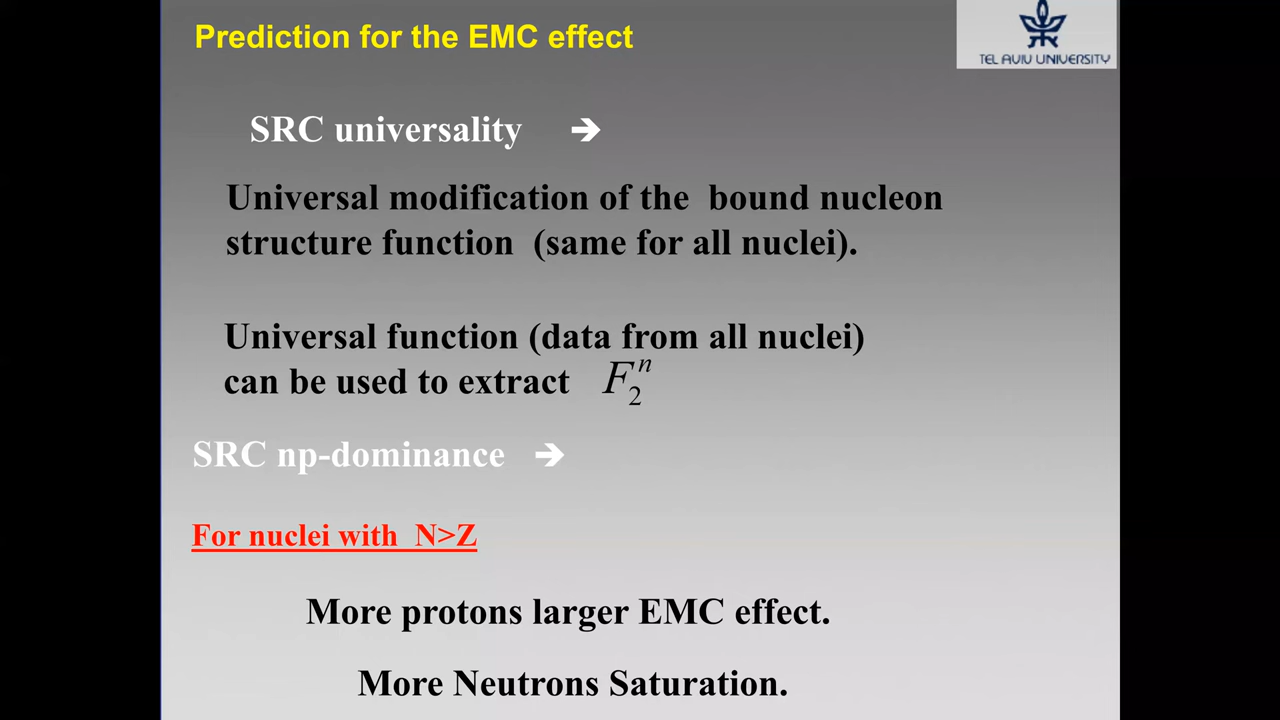 Prediction for the EMC effect
TEL AVIV UNIVERSITY
SRC universality ➔
Universal modification of the bound nucleon
structure function (same for all nuclei).
Universal function (data from all nuclei)
can be used to extract F₂ⁿ
SRC np-dominance ➔
For nuclei with N>Z
More protons larger EMC effect.
More Neutrons Saturation.